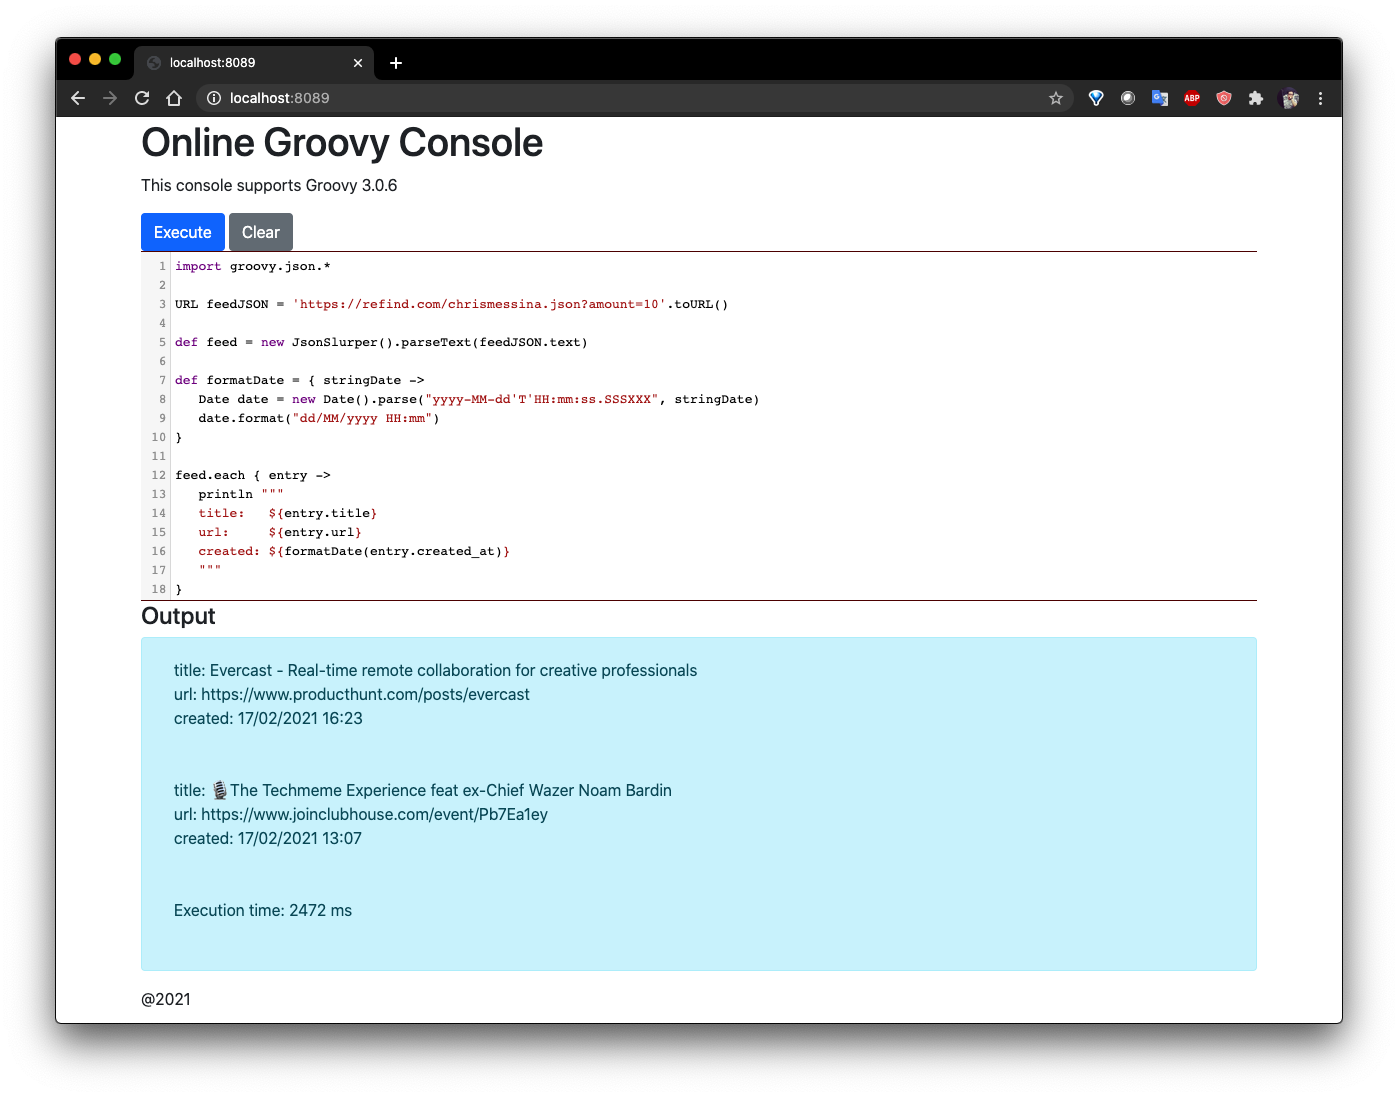 localhost:8089
localhost:8089
ABP
Online Groovy Console
This console supports Groovy 3.0.6
Execute Clear
1 import groovy.json.*
2
3 URL feedJSON = 'https://refind.com/chrismessina.json?amount=10'.toURL()
4
5 def feed = new JsonSlurper().parseText(feedJSON.text)
6
7 def formatDate = { stringDate ->
8    Date date = new Date().parse("yyyy-MM-dd'T'HH:mm:ss.SSSXXX", stringDate)
9    date.format("dd/MM/yyyy HH:mm")
10 }
11
12 feed.each { entry ->
13    println """
14    title:   ${entry.title}
15    url:     ${entry.url}
16    created: ${formatDate(entry.created_at)}
17    """
18 }
Output
title: Evercast - Real-time remote collaboration for creative professionals
url: https://www.producthunt.com/posts/evercast
created: 17/02/2021 16:23
title: 🎙️The Techmeme Experience feat ex-Chief Wazer Noam Bardin
url: https://www.joinclubhouse.com/event/Pb7Ea1ey
created: 17/02/2021 13:07
Execution time: 2472 ms
@2021